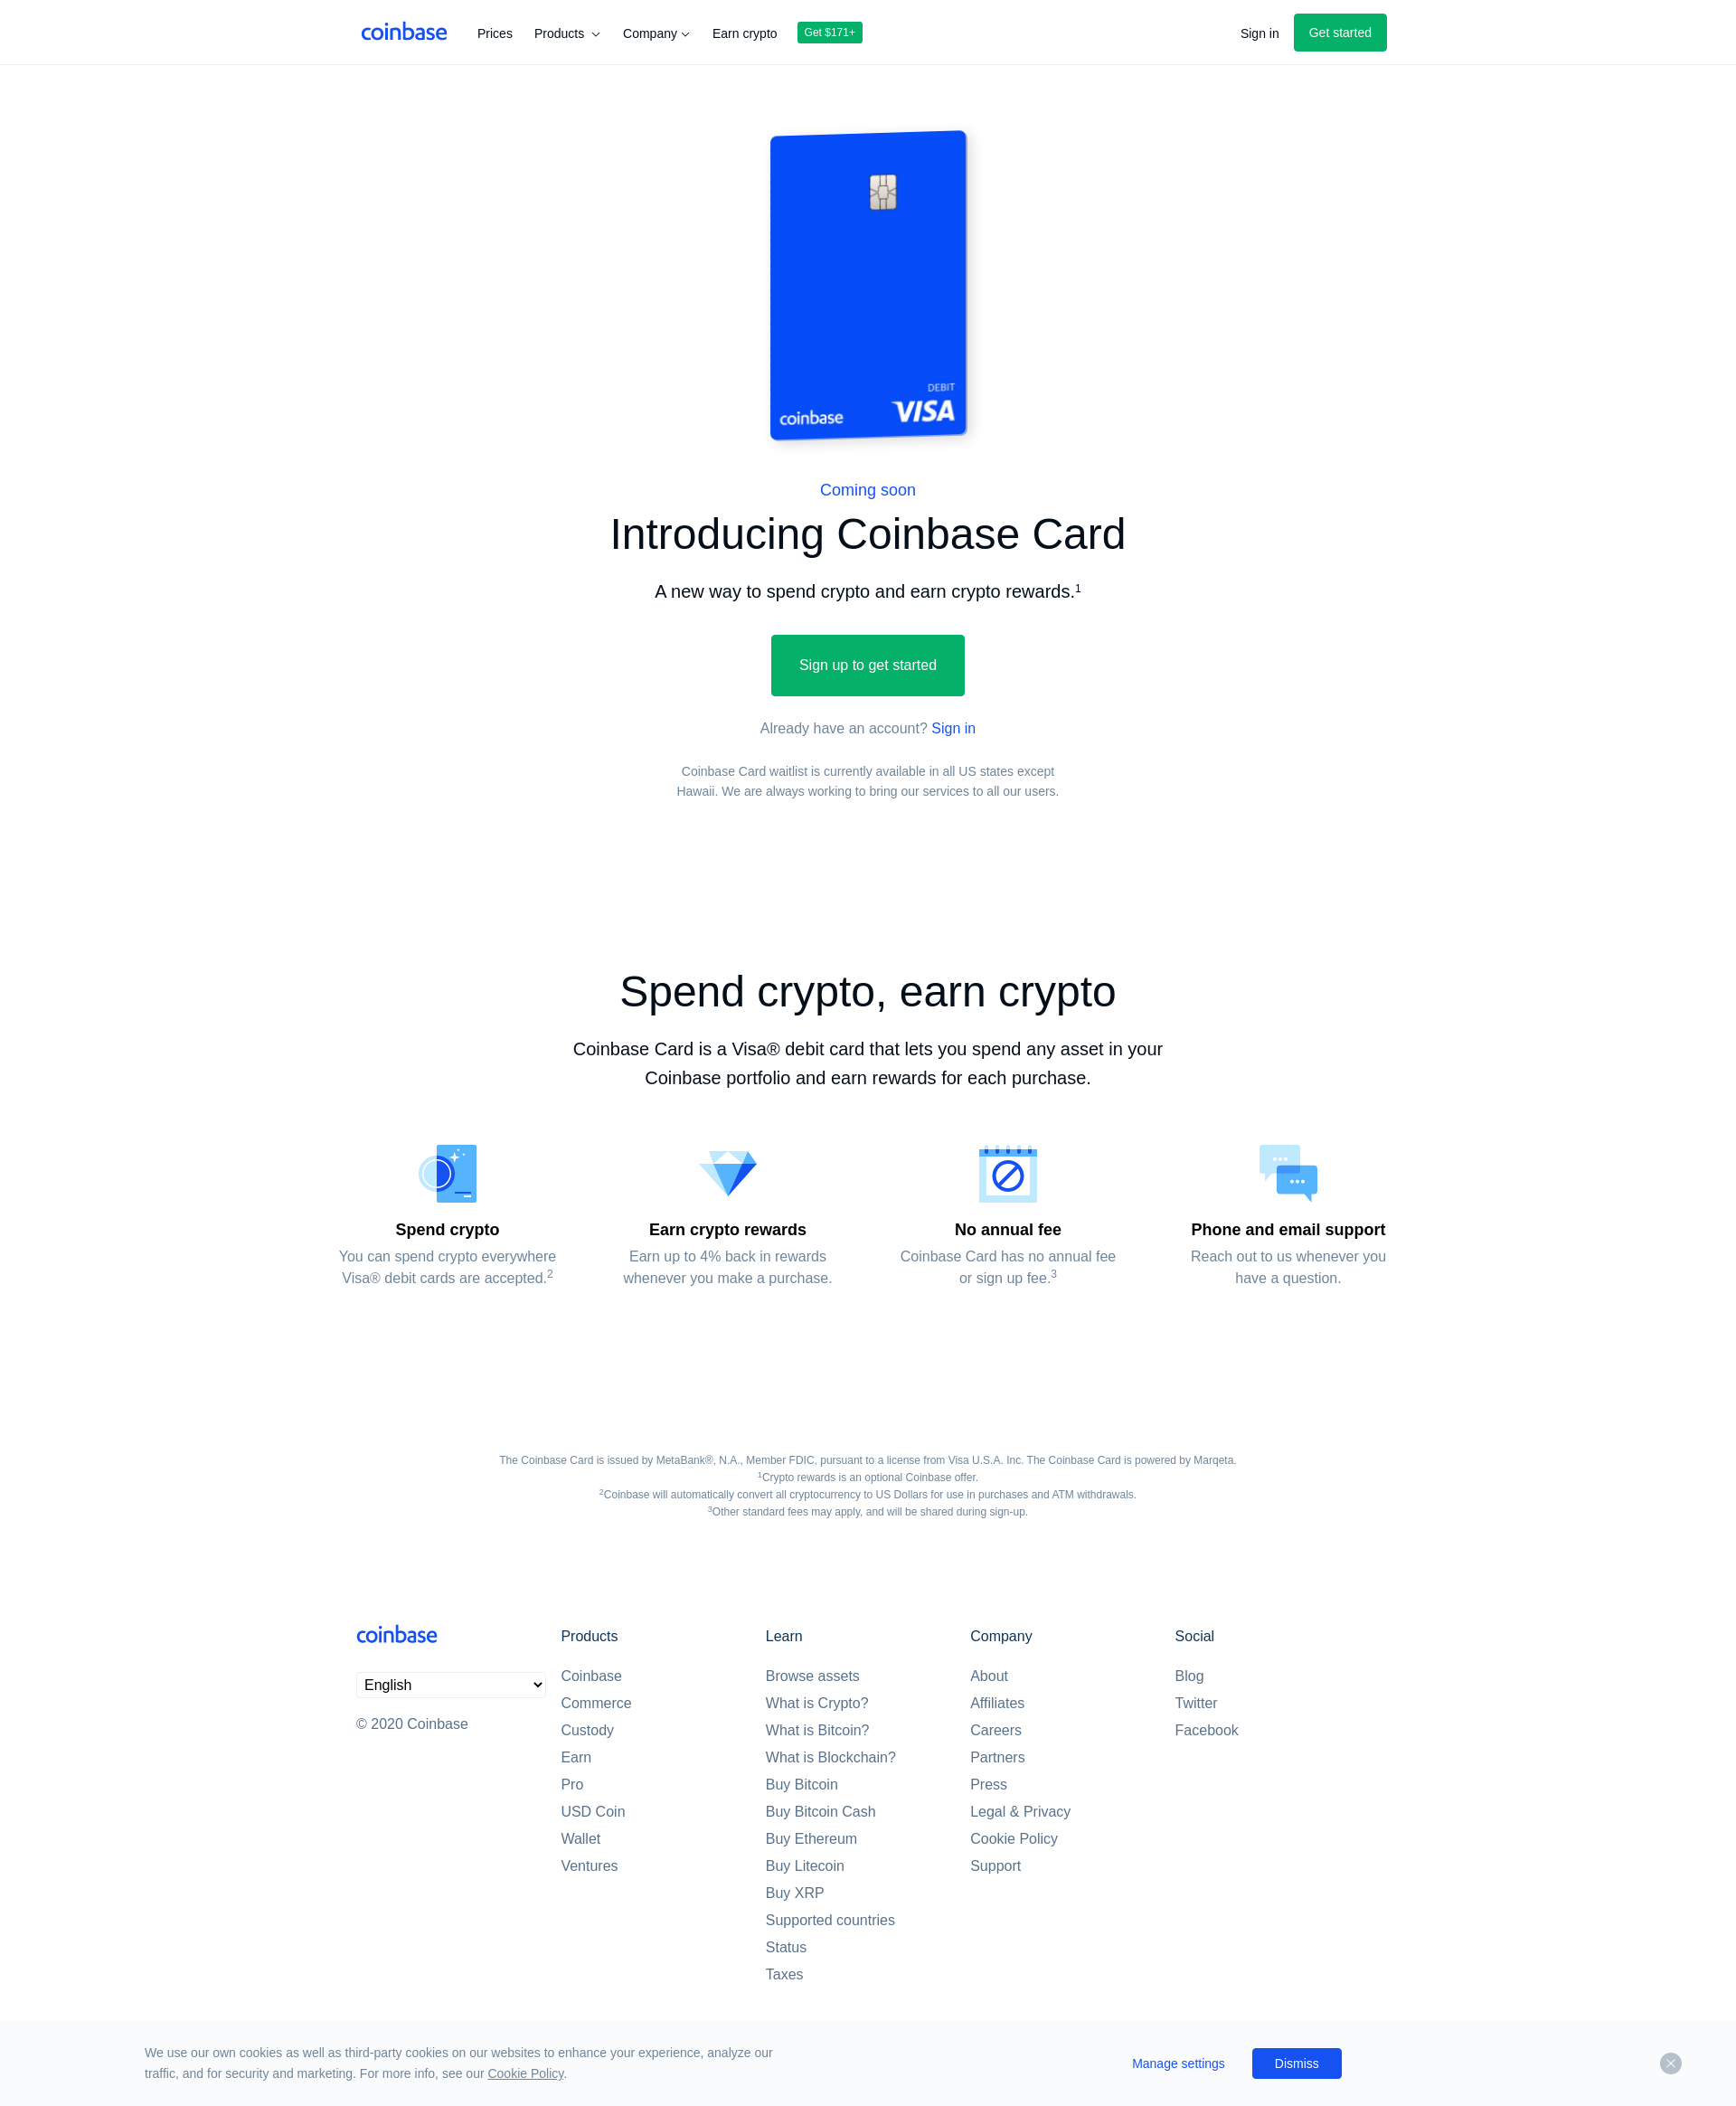 coinbase Prices Products Company Earn crypto Get $171+ Sign in Get started
DEBIT
coinbase VISA
Coming soon
Introducing Coinbase Card
A new way to spend crypto and earn crypto rewards.¹
Sign up to get started
Already have an account? Sign in
Coinbase Card waitlist is currently available in all US states except
Hawaii. We are always working to bring our services to all our users.
Spend crypto, earn crypto
Coinbase Card is a Visa® debit card that lets you spend any asset in your
Coinbase portfolio and earn rewards for each purchase.
Spend crypto
You can spend crypto everywhere
Visa® debit cards are accepted.²
Earn crypto rewards
Earn up to 4% back in rewards
whenever you make a purchase.
No annual fee
Coinbase Card has no annual fee
or sign up fee.³
Phone and email support
Reach out to us whenever you
have a question.
The Coinbase Card is issued by MetaBank®, N.A., Member FDIC, pursuant to a license from Visa U.S.A. Inc. The Coinbase Card is powered by Marqeta.
¹Crypto rewards is an optional Coinbase offer.
²Coinbase will automatically convert all cryptocurrency to US Dollars for use in purchases and ATM withdrawals.
³Other standard fees may apply, and will be shared during sign-up.
coinbase
English
© 2020 Coinbase
Products
Coinbase
Commerce
Custody
Earn
Pro
USD Coin
Wallet
Ventures
Learn
Browse assets
What is Crypto?
What is Bitcoin?
What is Blockchain?
Buy Bitcoin
Buy Bitcoin Cash
Buy Ethereum
Buy Litecoin
Buy XRP
Supported countries
Status
Taxes
Company
About
Affiliates
Careers
Partners
Press
Legal & Privacy
Cookie Policy
Support
Social
Blog
Twitter
Facebook
We use our own cookies as well as third-party cookies on our websites to enhance your experience, analyze our
traffic, and for security and marketing. For more info, see our Cookie Policy.
Manage settings Dismiss